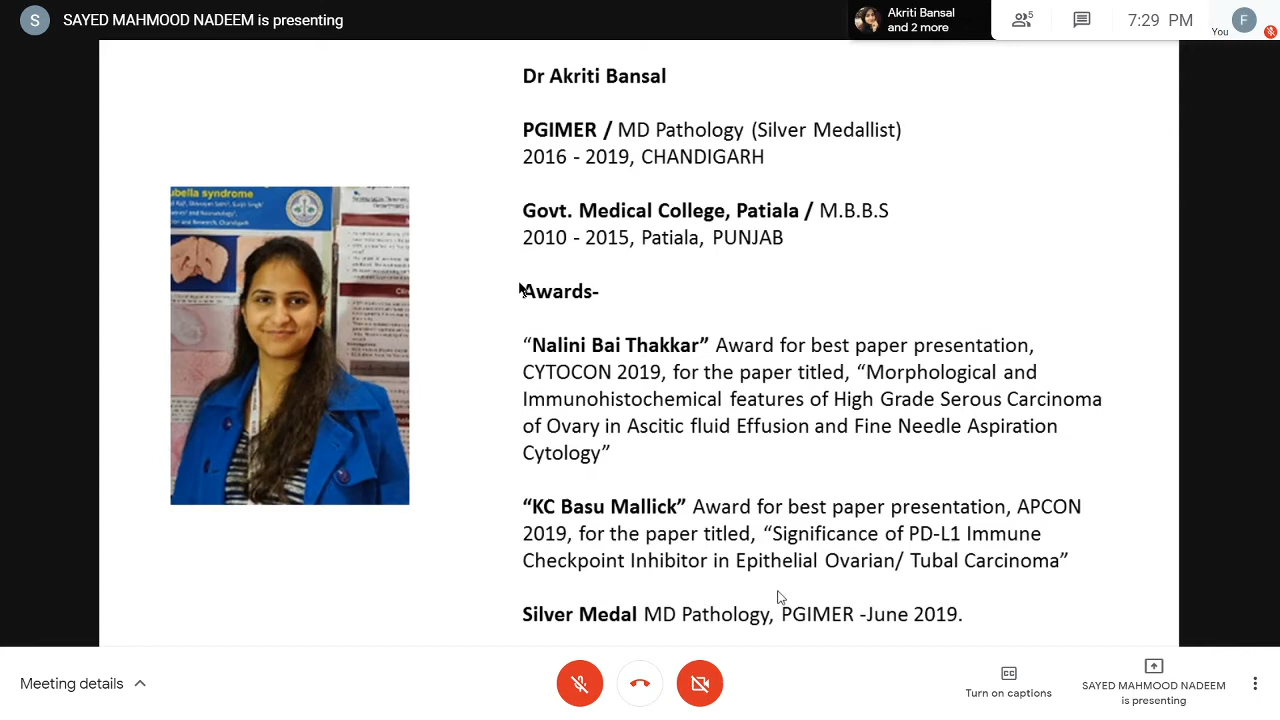 S SAYED MAHMOOD NADEEM is presenting
Akriti Bansal
and 2 more
5
7:29 PM
You
F
Dr Akriti Bansal
PGIMER / MD Pathology (Silver Medallist)
2016 - 2019, CHANDIGARH
Govt. Medical College, Patiala / M.B.B.S
2010 - 2015, Patiala, PUNJAB
Awards-
“Nalini Bai Thakkar” Award for best paper presentation,
CYTOCON 2019, for the paper titled, “Morphological and
Immunohistochemical features of High Grade Serous Carcinoma
of Ovary in Ascitic fluid Effusion and Fine Needle Aspiration
Cytology”
“KC Basu Mallick” Award for best paper presentation, APCON
2019, for the paper titled, “Significance of PD-L1 Immune
Checkpoint Inhibitor in Epithelial Ovarian/ Tubal Carcinoma”
Silver Medal MD Pathology, PGIMER -June 2019.
ubella syndrome
Meeting details
CC
Turn on captions
SAYED MAHMOOD NADEEM
is presenting